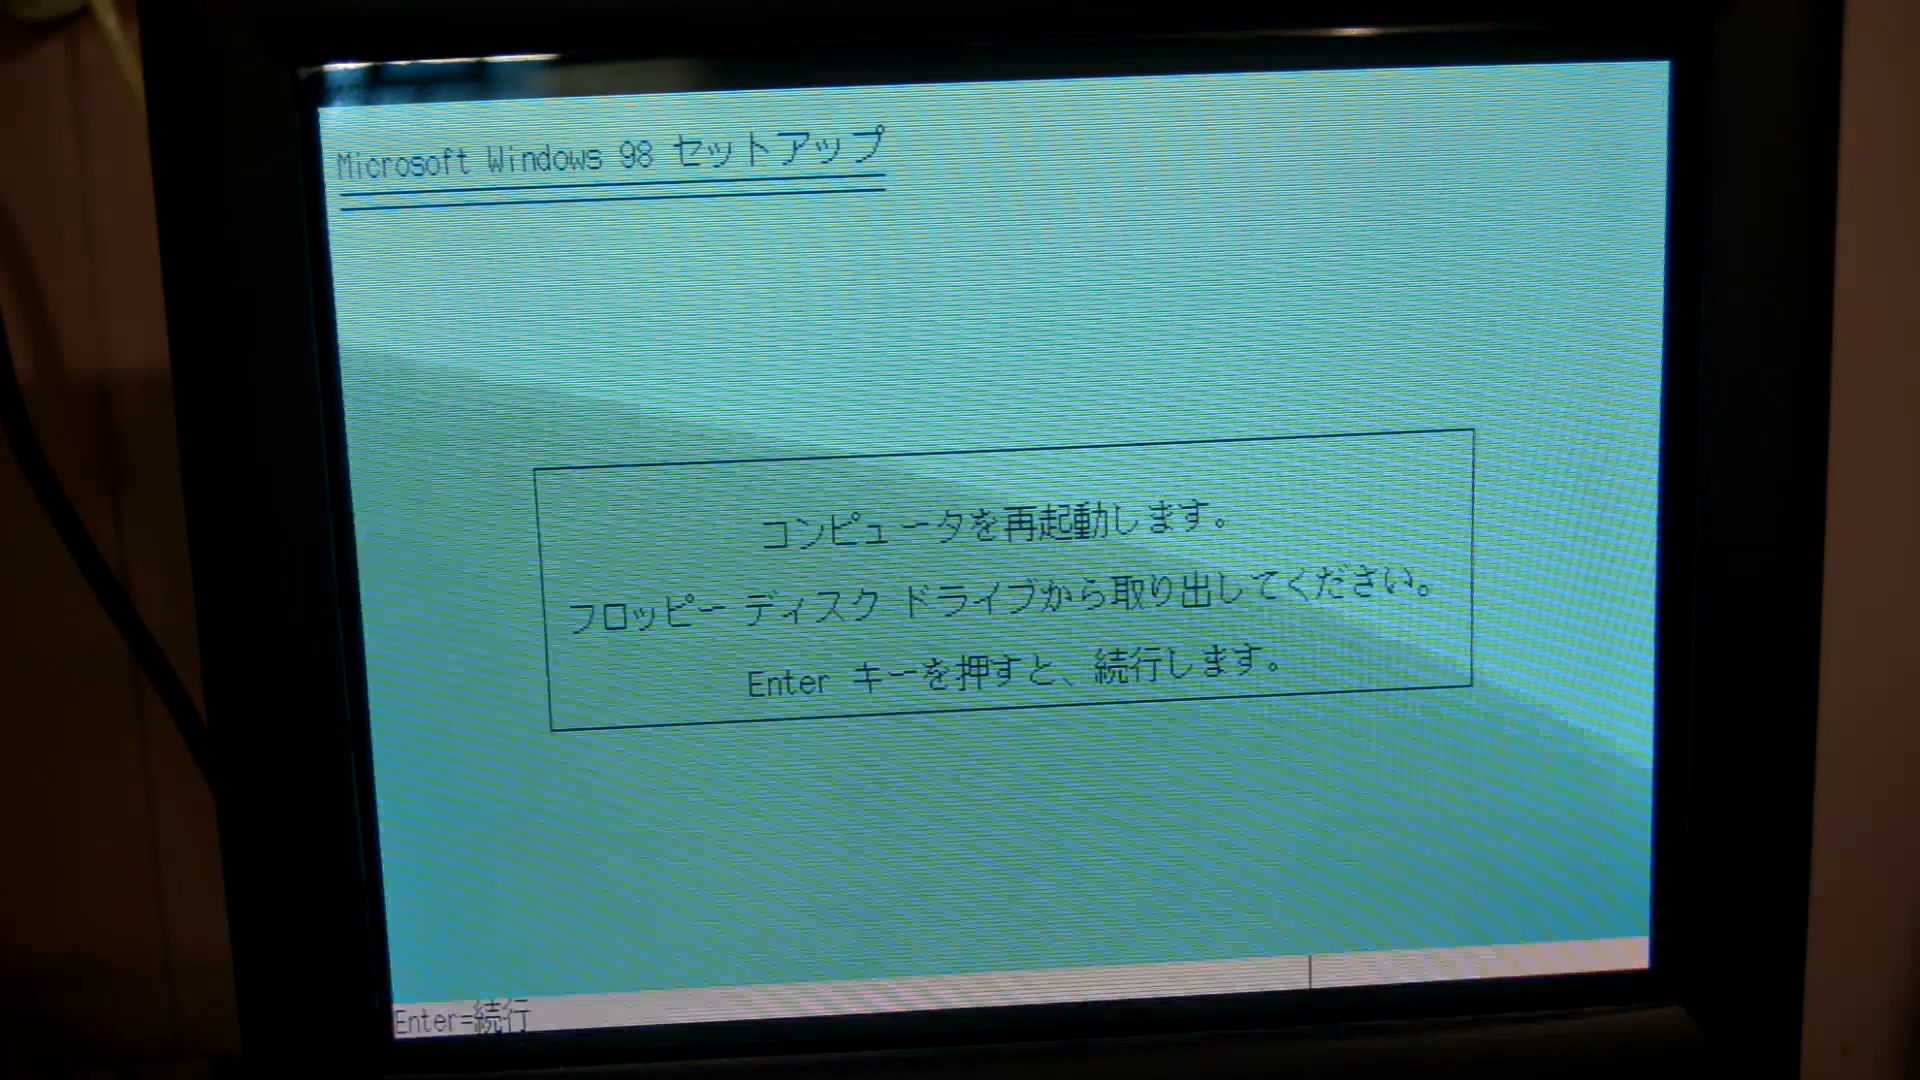 Microsoft Windows 98 セットアップ
コンピュータを再起動します。
フロッピー ディスク ドライブから取り出してください。
Enter キーを押すと、続行します。
Enter=続行